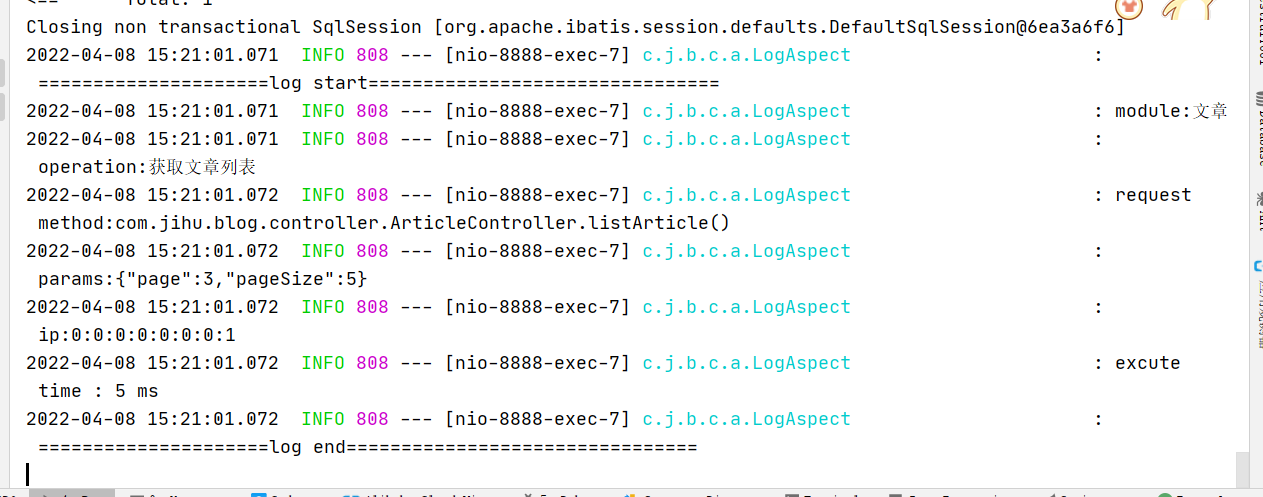 <==      Total: 1
Closing non transactional SqlSession [org.apache.ibatis.session.defaults.DefaultSqlSession@6ea3a6f6]
2022-04-08 15:21:01.071  INFO 808 --- [nio-8888-exec-7] c.j.b.c.a.LogAspect                      :
=====================log start================================
2022-04-08 15:21:01.071  INFO 808 --- [nio-8888-exec-7] c.j.b.c.a.LogAspect                      : module:文章
2022-04-08 15:21:01.071  INFO 808 --- [nio-8888-exec-7] c.j.b.c.a.LogAspect                      :
operation:获取文章列表
2022-04-08 15:21:01.072  INFO 808 --- [nio-8888-exec-7] c.j.b.c.a.LogAspect                      : request
method:com.jihu.blog.controller.ArticleController.listArticle()
2022-04-08 15:21:01.072  INFO 808 --- [nio-8888-exec-7] c.j.b.c.a.LogAspect                      :
params:{"page":3,"pageSize":5}
2022-04-08 15:21:01.072  INFO 808 --- [nio-8888-exec-7] c.j.b.c.a.LogAspect                      :
ip:0:0:0:0:0:0:0:1
2022-04-08 15:21:01.072  INFO 808 --- [nio-8888-exec-7] c.j.b.c.a.LogAspect                      : excute
time : 5 ms
2022-04-08 15:21:01.072  INFO 808 --- [nio-8888-exec-7] c.j.b.c.a.LogAspect                      :
=====================log end================================